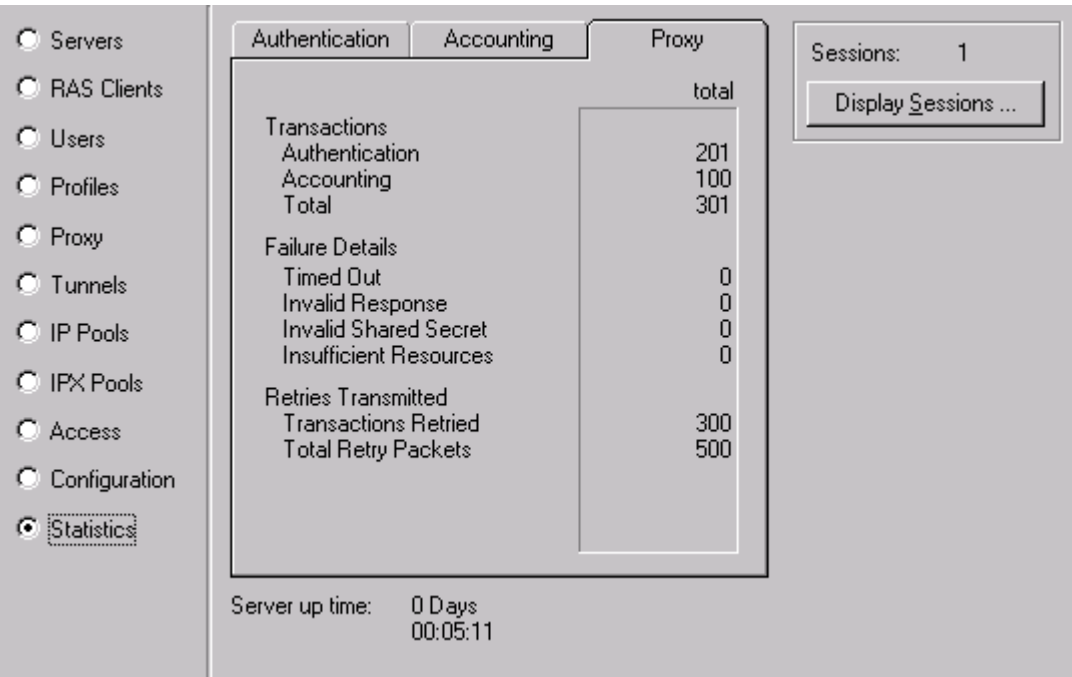 Servers
RAS Clients
Users
Profiles
Proxy
Tunnels
IP Pools
IPX Pools
Access
Configuration
Statistics
Authentication Accounting Proxy
total
Transactions
Authentication 201
Accounting 100
Total 301
Failure Details
Timed Out 0
Invalid Response 0
Invalid Shared Secret 0
Insufficient Resources 0
Retries Transmitted
Transactions Retried 300
Total Retry Packets 500
Server up time: 0 Days
00:05:11
Sessions: 1
Display Sessions ...